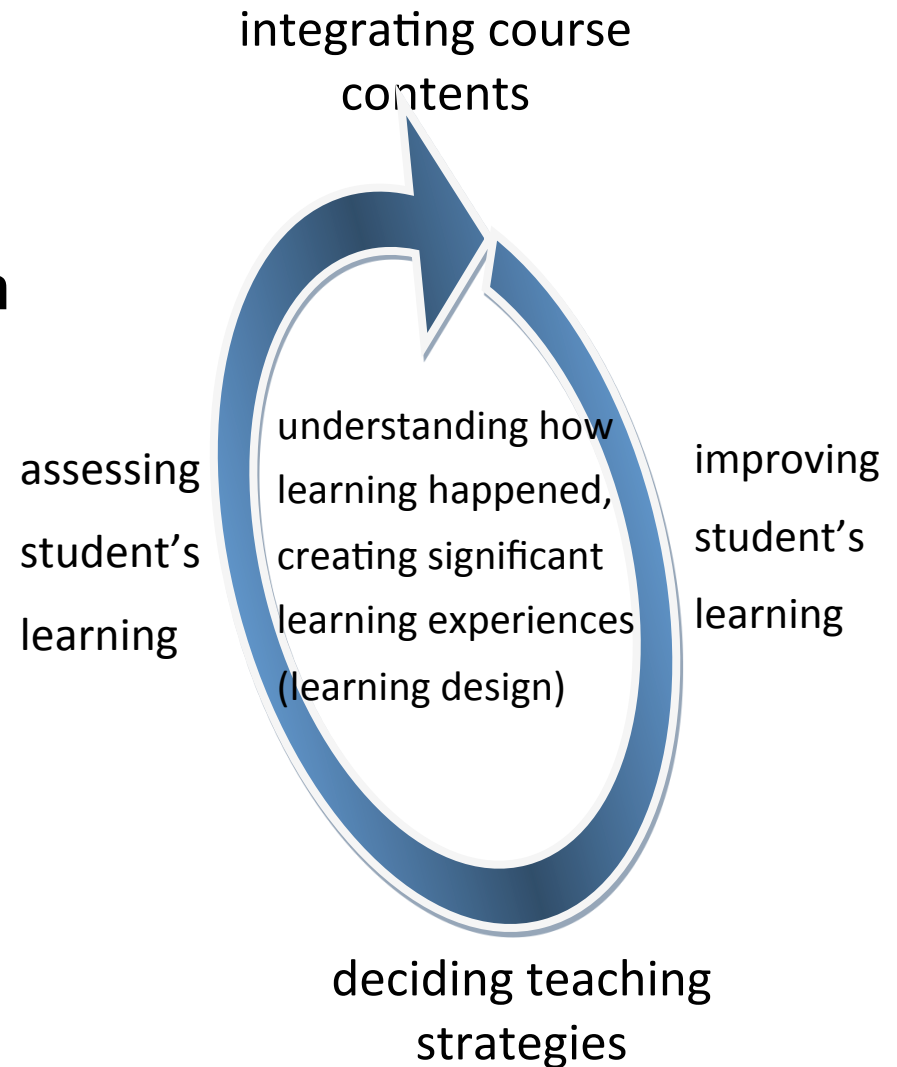 integrating course
contents
n
assessing
student’s
learning
understanding how
learning happened,
creating significant
learning experiences
(learning design)
improving
student’s
learning
deciding teaching
strategies